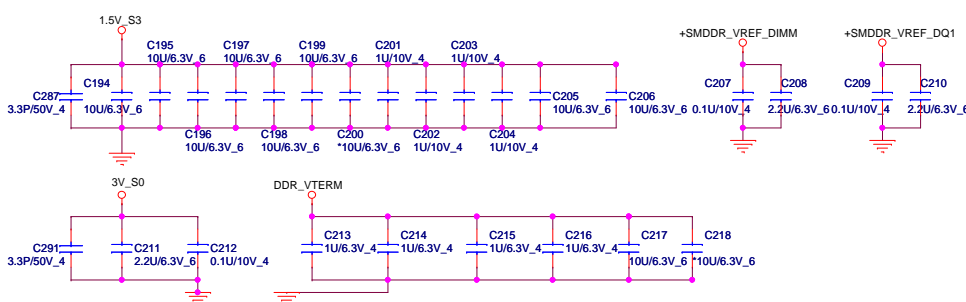 1.5V_S3
+SMDDR_VREF_DIMM
+SMDDR_VREF_DQ1
C195
C197
C199
C201
C203
10U/6.3V_6
10U/6.3V_6
10U/6.3V_6
1U/10V_4
1U/10V_4
C287
C194
C205
C206
C207
C208
C209
C210
3.3P/50V_4
10U/6.3V_6
10U/6.3V_6
10U/6.3V_6
0.1U/10V_4
2.2U/6.3V_6
0.1U/10V_4
2.2U/6.3V_6
C196
C198
C200
C202
C204
10U/6.3V_6
10U/6.3V_6
*10U/6.3V_6
1U/10V_4
1U/10V_4
3V_S0
DDR_VTERM
C291
C211
C212
C213
C214
C215
C216
C217
C218
3.3P/50V_4
2.2U/6.3V_6
0.1U/10V_4
1U/6.3V_4
1U/6.3V_4
1U/6.3V_4
1U/6.3V_4
10U/6.3V_6
*10U/6.3V_6